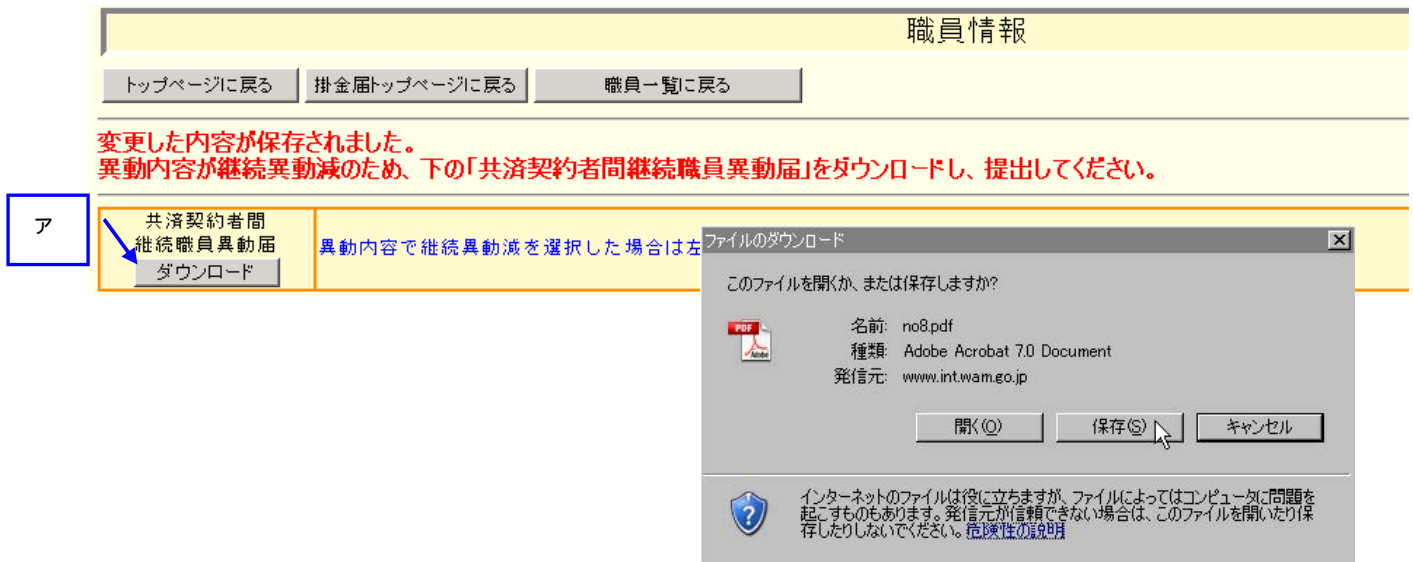 職員情報
トップページに戻る 掛金届トップページに戻る 職員一覧に戻る
変更した内容が保存されました。
異動内容が継続異動減のため、下の「共済契約者間継続職員異動届」をダウンロードし、提出してください。
ア
共済契約者間
継続職員異動届
ダウンロード
異動内容で継続異動減を選択した場合は左
ファイルのダウンロード
このファイルを開くか、または保存しますか?
名前: no8.pdf
種類: Adobe Acrobat 7.0 Document
発信元: www.int.wam.go.jp
開く(O) 保存(S) キャンセル
インターネットのファイルは役に立ちますが、ファイルによってはコンピュータに問題を
起こすものもあります。発信元が信頼できない場合は、このファイルを開いたり保
存したりしないでください。危険性の説明
PDF
Adobe